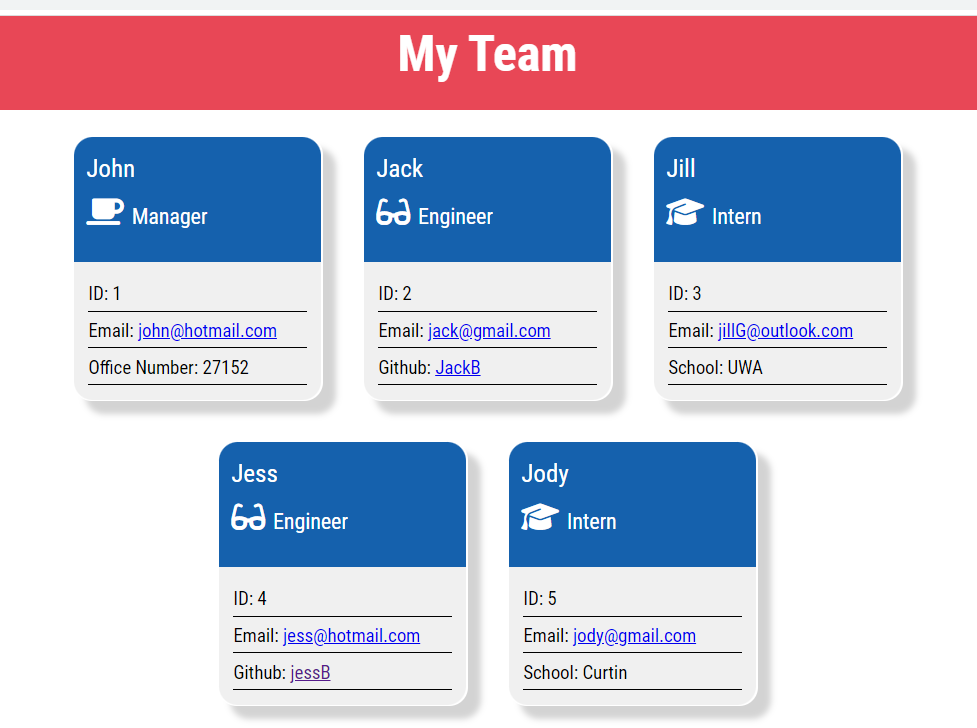 My Team
John
Manager
ID: 1
Email: john@hotmail.com
Office Number: 27152
Jack
Engineer
ID: 2
Email: jack@gmail.com
Github: JackB
Jill
Intern
ID: 3
Email: jillG@outlook.com
School: UWA
Jess
Engineer
ID: 4
Email: jess@hotmail.com
Github: jessB
Jody
Intern
ID: 5
Email: jody@gmail.com
School: Curtin